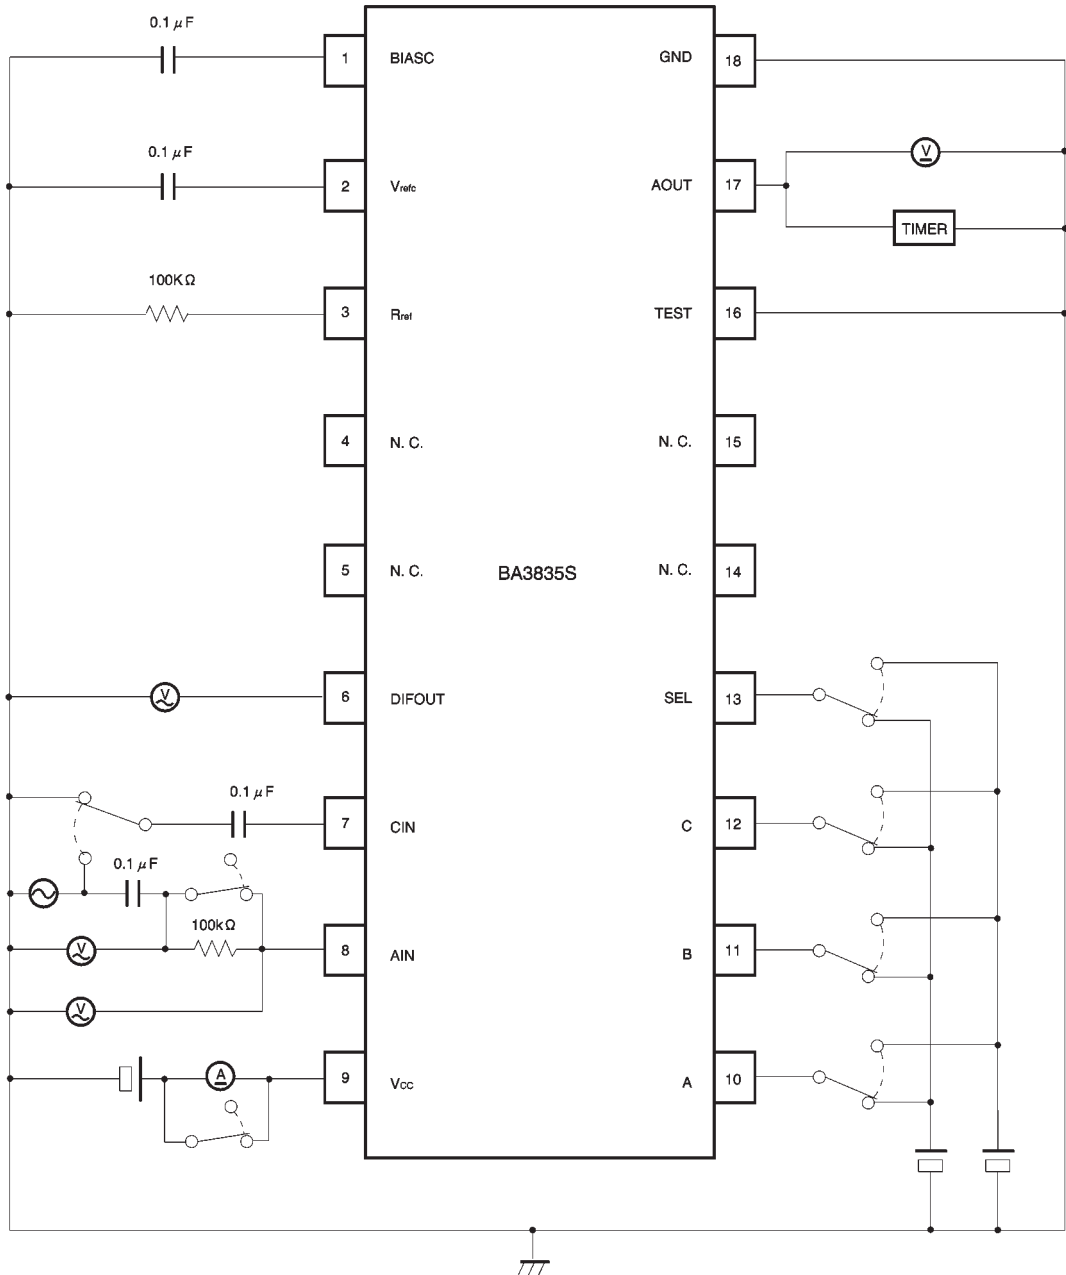 0.1 μF
1 BIASC GND 18
0.1 μF V
2 Vrefc AOUT 17
TIMER
100KΩ
3 Rref TEST 16
4 N. C. N. C. 15
5 N. C. BA3835S N. C. 14
V 6 DIFOUT SEL 13
0.1 μF
7 CIN C 12
0.1 μF
100kΩ
V 8 AIN B 11
V
A 9 Vcc A 10